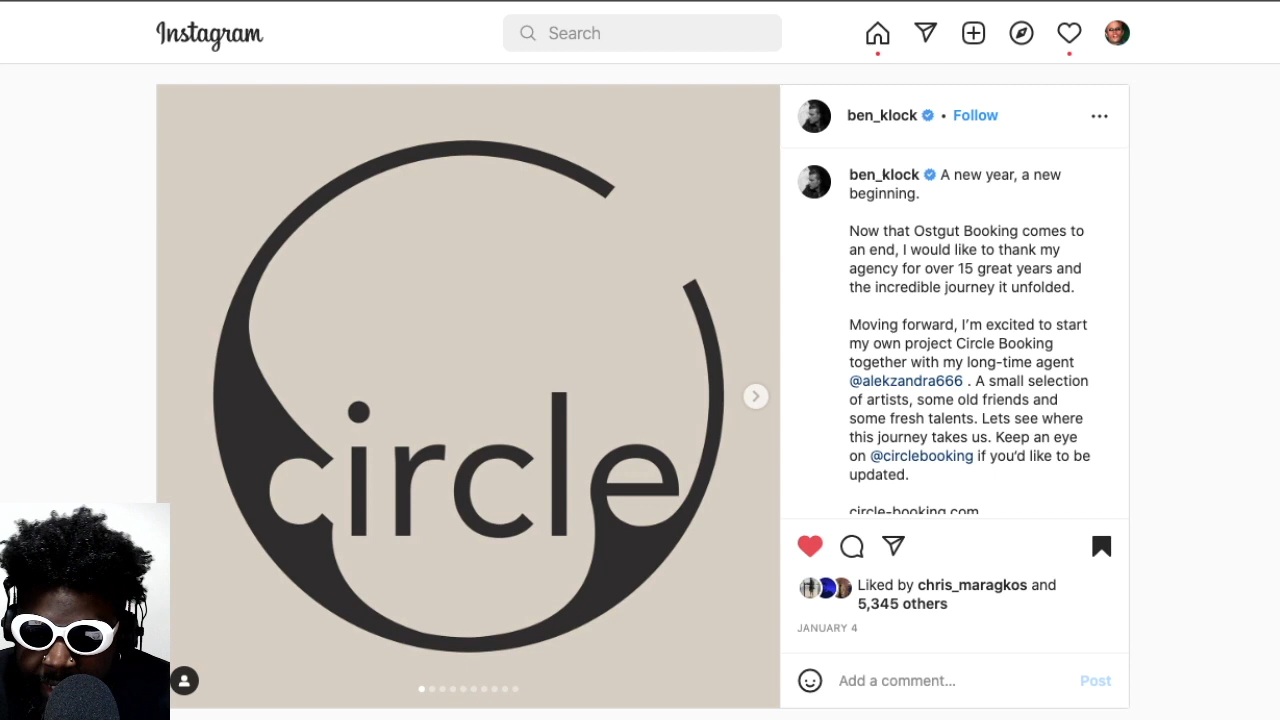 Instagram
Search
circle
ben_klock • Follow
ben_klock A new year, a new
beginning.
Now that Ostgut Booking comes to
an end, I would like to thank my
agency for over 15 great years and
the incredible journey it unfolded.
Moving forward, I'm excited to start
my own project Circle Booking
together with my long-time agent
@alekzandra666 . A small selection
of artists, some old friends and
some fresh talents. Lets see where
this journey takes us. Keep an eye
on @circlebooking if you'd like to be
updated.
circle-booking.com
Liked by chris_maragkos and
5,345 others
JANUARY 4
Add a comment...
Post